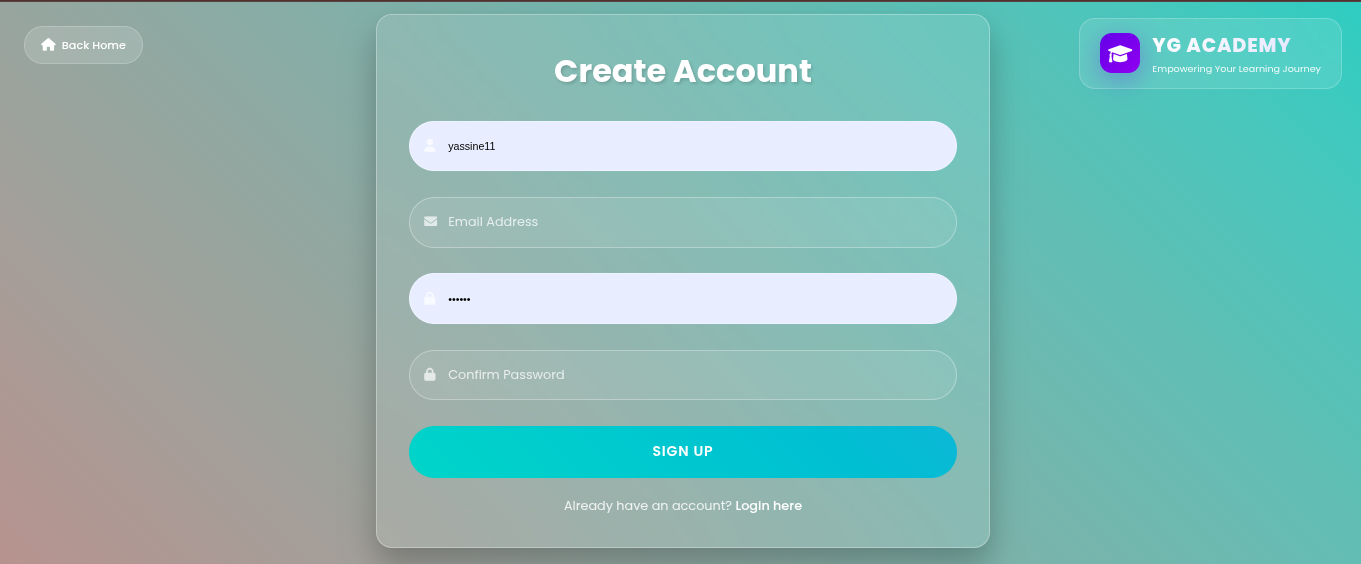 Back Home
YG ACADEMY
Empowering Your Learning Journey
Create Account
yassine11
Email Address
••••••
Confirm Password
SIGN UP
Already have an account? Login here